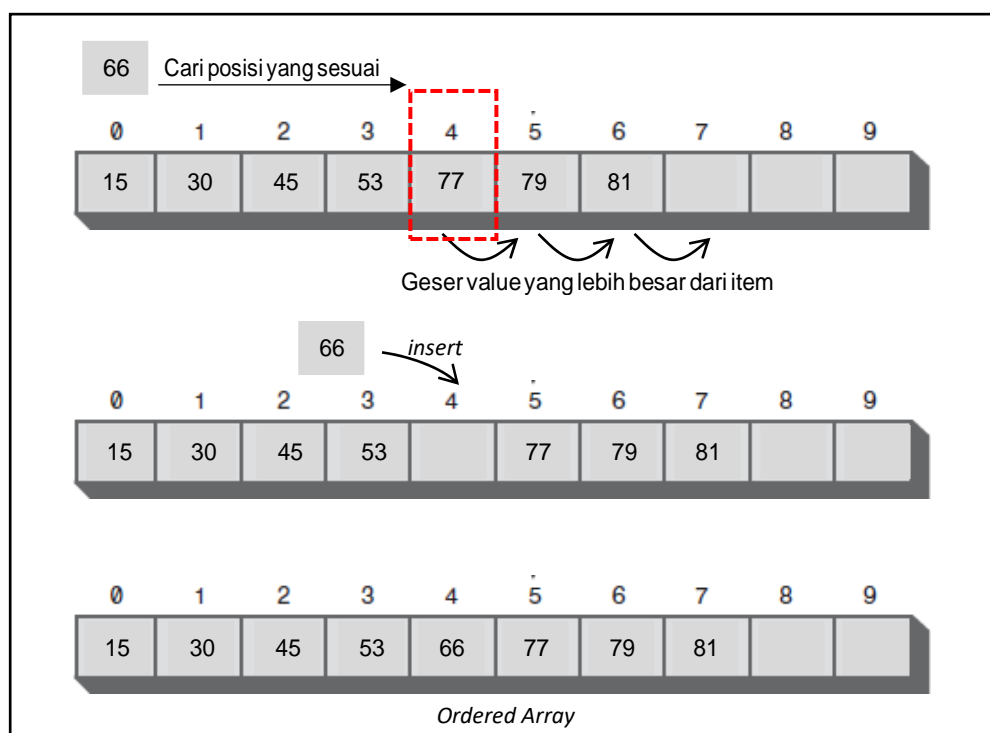 66 Cari posisi yang sesuai
0 1 2 3 4 5 6 7 8 9
15 30 45 53 77 79 81
Geser value yang lebih besar dari item
66 insert
0 1 2 3 4 5 6 7 8 9
15 30 45 53 77 79 81
0 1 2 3 4 5 6 7 8 9
15 30 45 53 66 77 79 81
Ordered Array